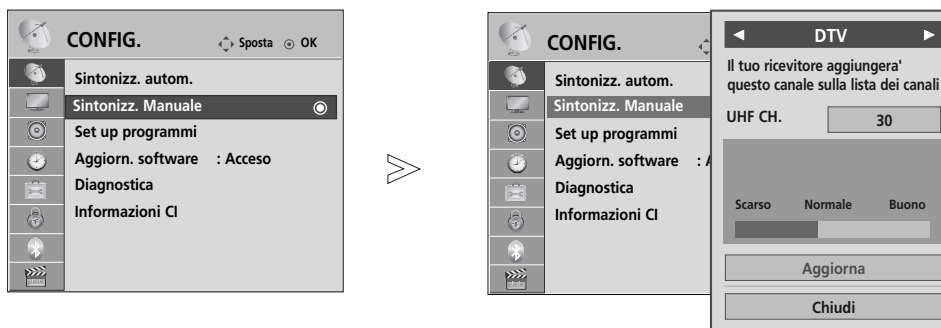 CONFIG.
Sposta
OK
Sintonizz. autom.
Sintonizz. Manuale
Set up programmi
Aggiorn. software : Acceso
Diagnostica
Informazioni CI
CONFIG.
Sintonizz. autom.
Sintonizz. Manuale
Set up programmi
Aggiorn. software : A
Diagnostica
Informazioni CI
DTV
Il tuo ricevitore aggiungera'
questo canale sulla lista dei canali
UHF CH. 30
Scarso Normale Buono
Aggiorna
Chiudi